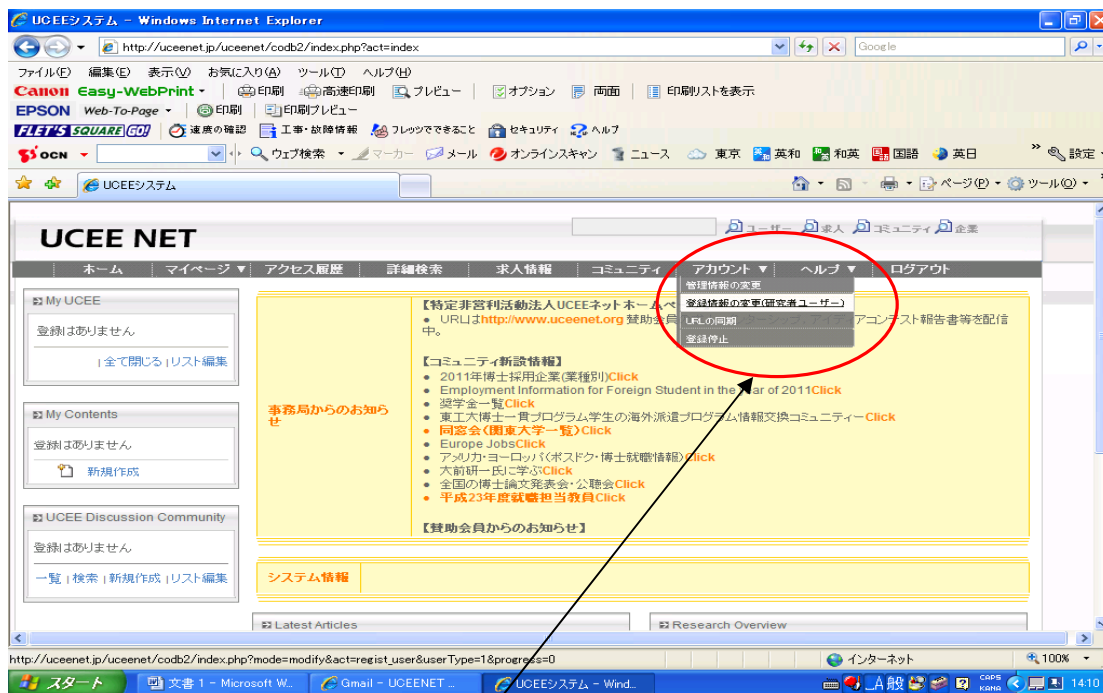 UCEEシステム - Windows Internet Explorer
http://uceenet.jp/uceenet/codb2/index.php?act=index
Google
ファイル(F) 編集(E) 表示(V) お気に入り(A) ツール(T) ヘルプ(H)
Canon Easy-WebPrint 印刷 高速印刷 プレビュー オプション 両面 印刷リストを表示
EPSON Web-To-Page 印刷 印刷プレビュー
FLET'S SQUARE GO! 速度の確認 工事・故障情報 フレッツでできること セキュリティ ヘルプ
OCN ウェブ検索 マーカー メール オンラインスキャン ニュース 東京 英和 和英 国語 英日 » 設定
UCEEシステム ページ(P) ツール(O)
UCEE NET
ユーザー 求人 コミュニティ 企業
ホーム マイページ ▼ アクセス履歴 詳細検索 求人情報 コミュニティ アカウント ▼ ヘルプ ▼ ログアウト
管理情報の変更
登録情報の変更(研究者ユーザー)
URLの同期
登録停止
My UCEE
登録はありません
| 全て閉じる | リスト編集
My Contents
登録はありません
新規作成
UCEE Discussion Community
登録はありません
一覧 | 検索 | 新規作成 | リスト編集
事務局からのお知らせ
【特定非営利活動法人UCEEネットホームペ
• URLはhttp://www.uceenet.org 賛助会員 アコンテスト報告書等を配信中。
【コミュニティ新設情報】
• 2011年博士採用企業(業種別)Click
• Employment Information for Foreign Student in the Year of 2011Click
• 奨学金一覧Click
• 東工大博士一貫プログラム学生の海外派遣プログラム情報交換コミュニティーClick
• 同窓会(関東大学一覧)Click
• Europe JobsClick
• アメリカ・ヨーロッパ(ポスドク・博士就職情報)Click
• 大前研一氏に学ぶClick
• 全国の博士論文発表会・公聴会Click
• 平成23年度就職担当教員Click
【賛助会員からのお知らせ】
システム情報
Latest Articles
Research Overview
http://uceenet.jp/uceenet/codb2/index.php?mode=modify&act=regist_user&userType=1&progress=0 インターネット 100%
スタート 文書 1 - Microsoft W... Gmail - UCEENET ... UCEEシステム - Wind... A 般 CAPS KANA 14:10